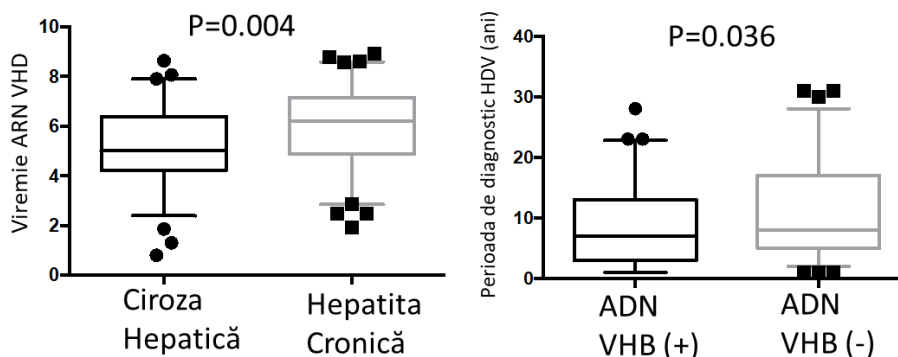 P=0.004
Viremie ARN VHD
10
8
6
4
2
0
Ciroza
Hepatică
Hepatita
Cronică
P=0.036
Perioada de diagnostic HDV (ani)
40
30
20
10
0
ADN
VHB (+)
ADN
VHB (-)